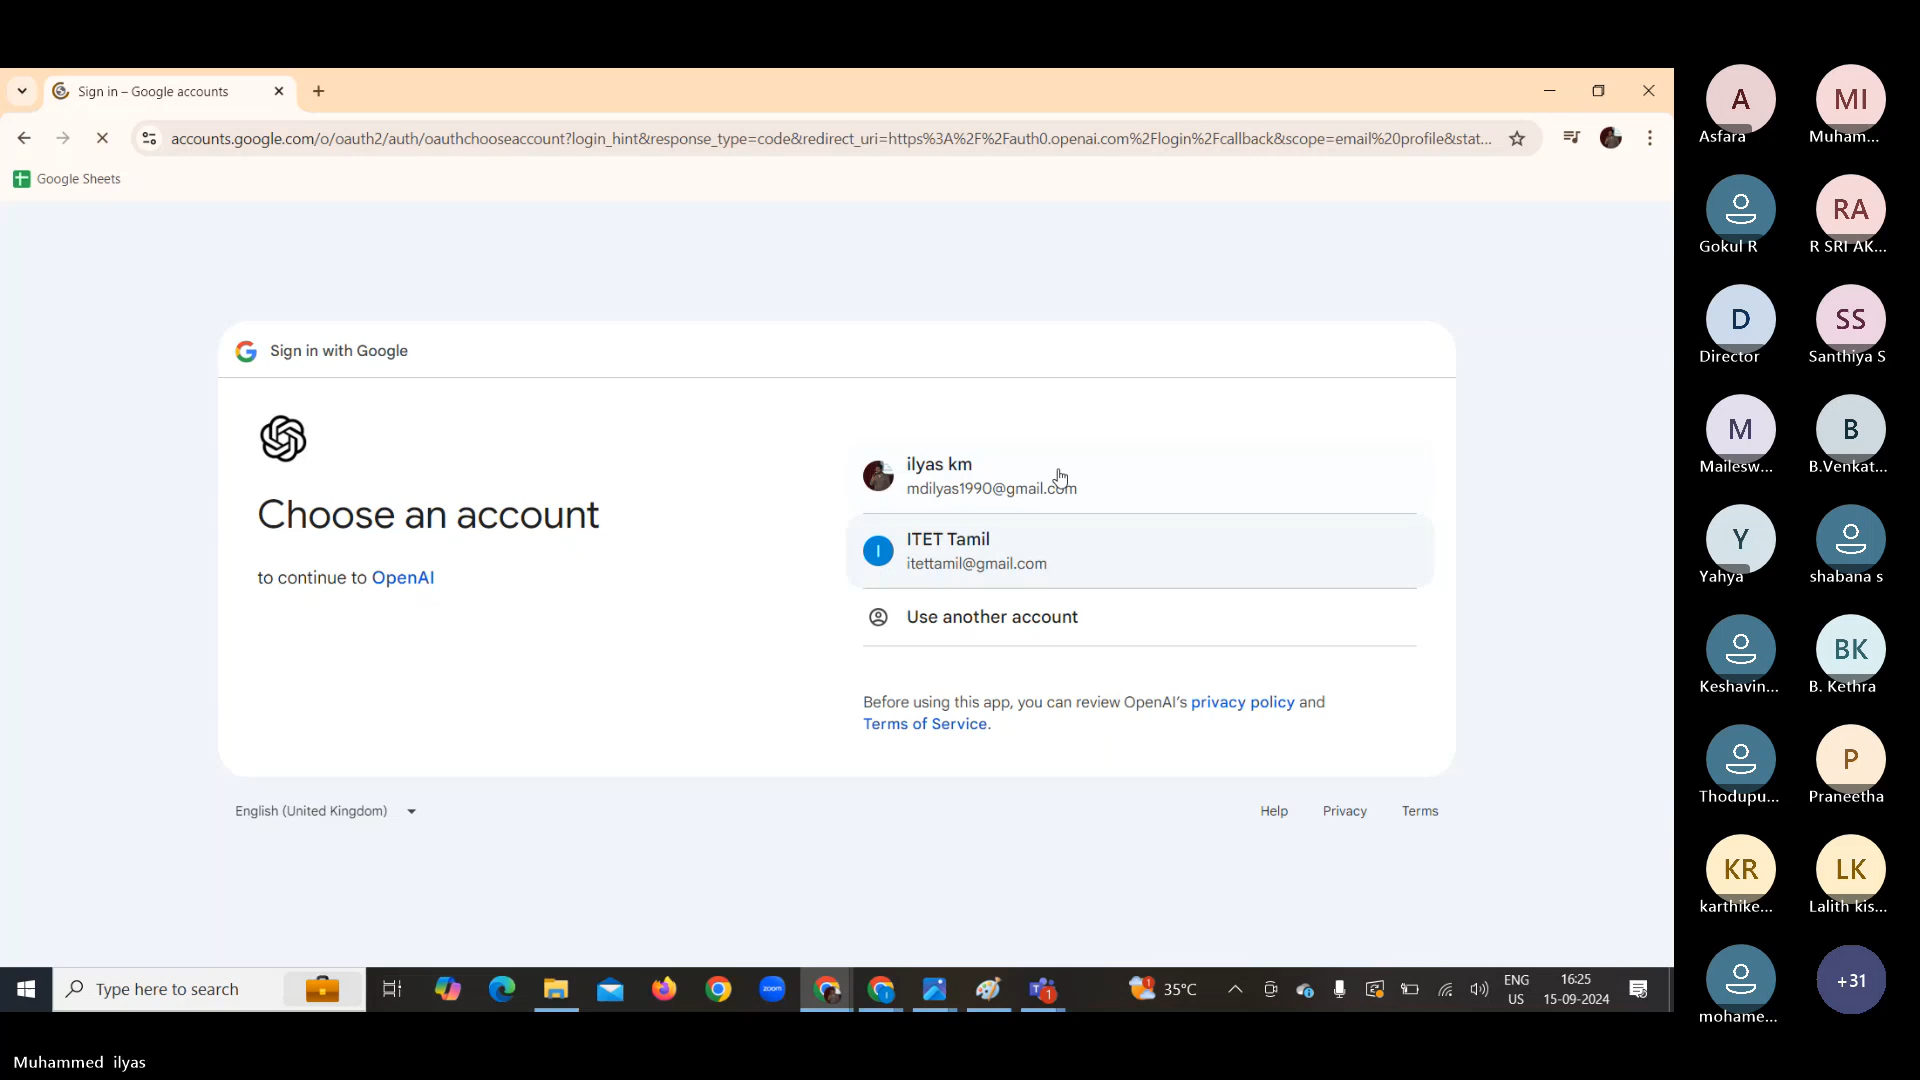 Sign in – Google accounts
accounts.google.com/o/oauth2/auth/oauthchooseaccount?login_hint&response_type=code&redirect_uri=https%3A%2F%2Fauth0.openai.com%2Flogin%2Fcallback&scope=email%20profile&stat...
Google Sheets
Sign in with Google
Choose an account
to continue to OpenAI
ilyas km
mdilyas1990@gmail.com
ITET Tamil
I
itettamil@gmail.com
Use another account
Before using this app, you can review OpenAI's privacy policy and
Terms of Service.
English (United Kingdom)
Help
Privacy
Terms
Type here to search
zoom
1
35°C
1
ENG
US
16:25
15-09-2024
Muhammed ilyas
A
Asfara
MI
Muham...
Gokul R
RA
R SRI AK...
D
Director
SS
Santhiya S
M
Mailesw...
B
B.Venkat...
Y
Yahya
shabana s
Keshavin...
BK
B. Kethra
Thodupu...
P
Praneetha
KR
karthike...
LK
Lalith kis...
mohame...
+31